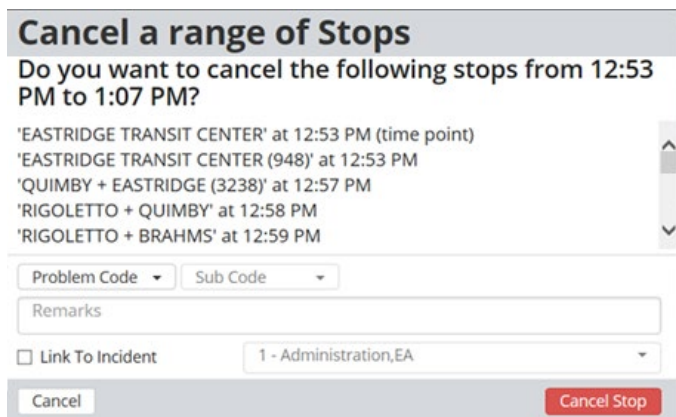 Cancel a range of Stops
Do you want to cancel the following stops from 12:53
PM to 1:07 PM?
'EASTRIDGE TRANSIT CENTER' at 12:53 PM (time point)
'EASTRIDGE TRANSIT CENTER (948)' at 12:53 PM
'QUIMBY + EASTRIDGE (3238)' at 12:57 PM
'RIGOLETTO + QUIMBY' at 12:58 PM
'RIGOLETTO + BRAHMS' at 12:59 PM
Problem Code Sub Code
Remarks
Link To Incident 1 - Administration,EA
Cancel Cancel Stop